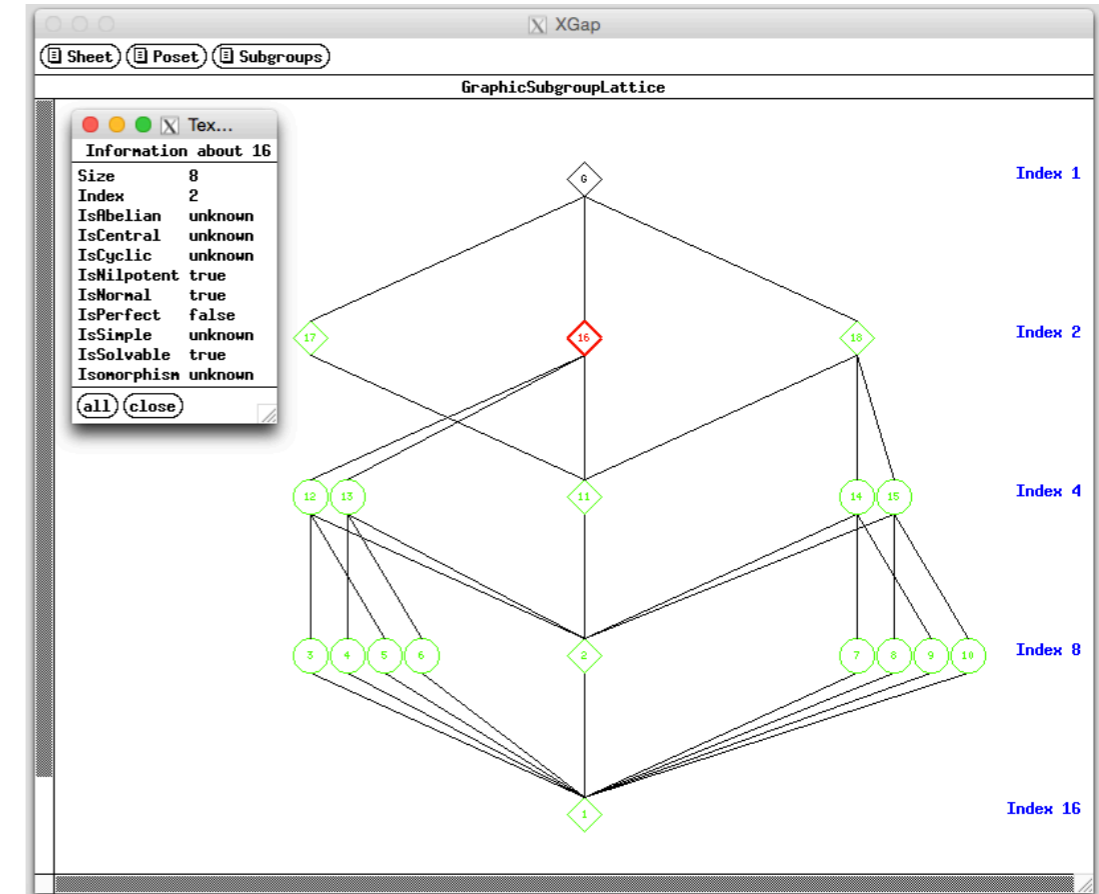 XGap
Sheet Poset Subgroups
GraphicSubgroupLattice
Tex...
Information about 16
Size 8
Index 2
IsAbelian unknown
IsCentral unknown
IsCyclic unknown
IsNilpotent true
IsNormal true
IsPerfect false
IsSimple unknown
IsSolvable true
Isomorphism unknown
all close
G Index 1
17 16 18 Index 2
12 13 11 14 15 Index 4
3 4 5 6 2 7 8 9 10 Index 8
1 Index 16